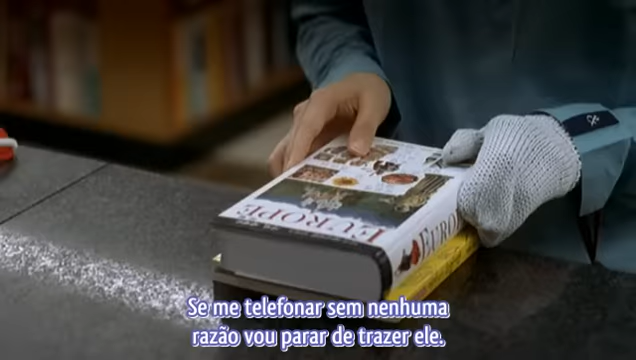 EUROPE
EUROPE
Se me telefonar sem nenhuma
razão vou parar de trazer ele.